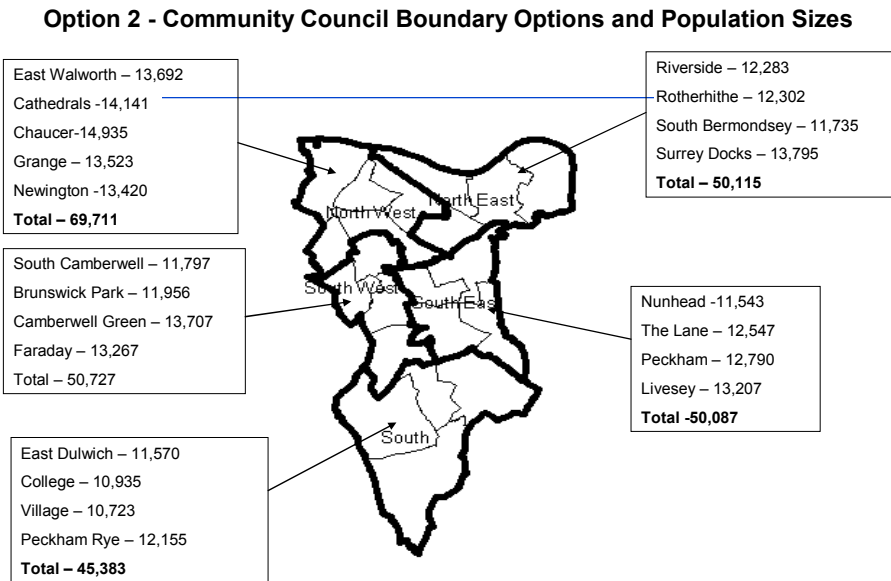 Option 2 - Community Council Boundary Options and Population Sizes
East Walworth – 13,692
Cathedrals -14,141
Chaucer-14,935
Grange – 13,523
Newington -13,420
Total – 69,711
Riverside – 12,283
Rotherhithe – 12,302
South Bermondsey – 11,735
Surrey Docks – 13,795
Total – 50,115
North West
North East
South Camberwell – 11,797
Brunswick Park – 11,956
Camberwell Green – 13,707
Faraday – 13,267
Total – 50,727
South West
South East
Nunhead -11,543
The Lane – 12,547
Peckham – 12,790
Livesey – 13,207
Total -50,087
East Dulwich – 11,570
College – 10,935
Village – 10,723
Peckham Rye – 12,155
Total – 45,383
South